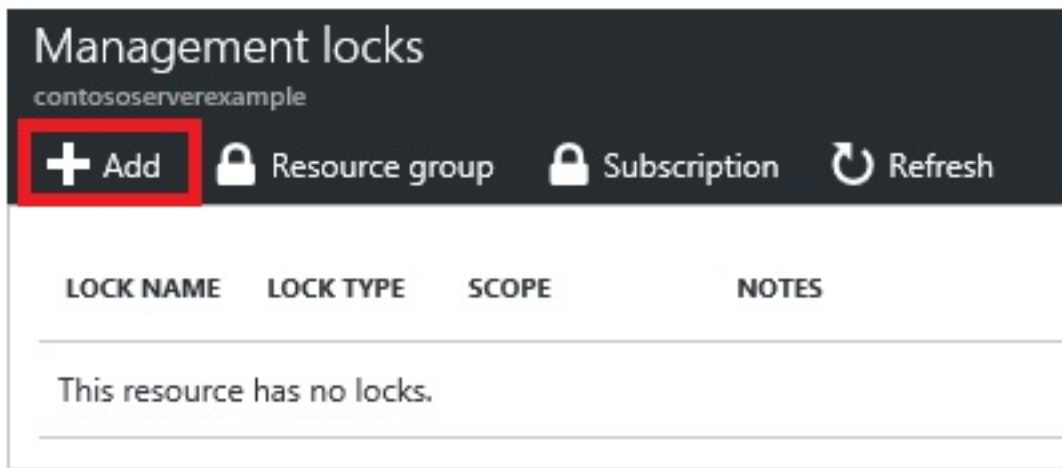 Management locks
contososerverexample
Add Resource group Subscription Refresh
LOCK NAME LOCK TYPE SCOPE NOTES
This resource has no locks.